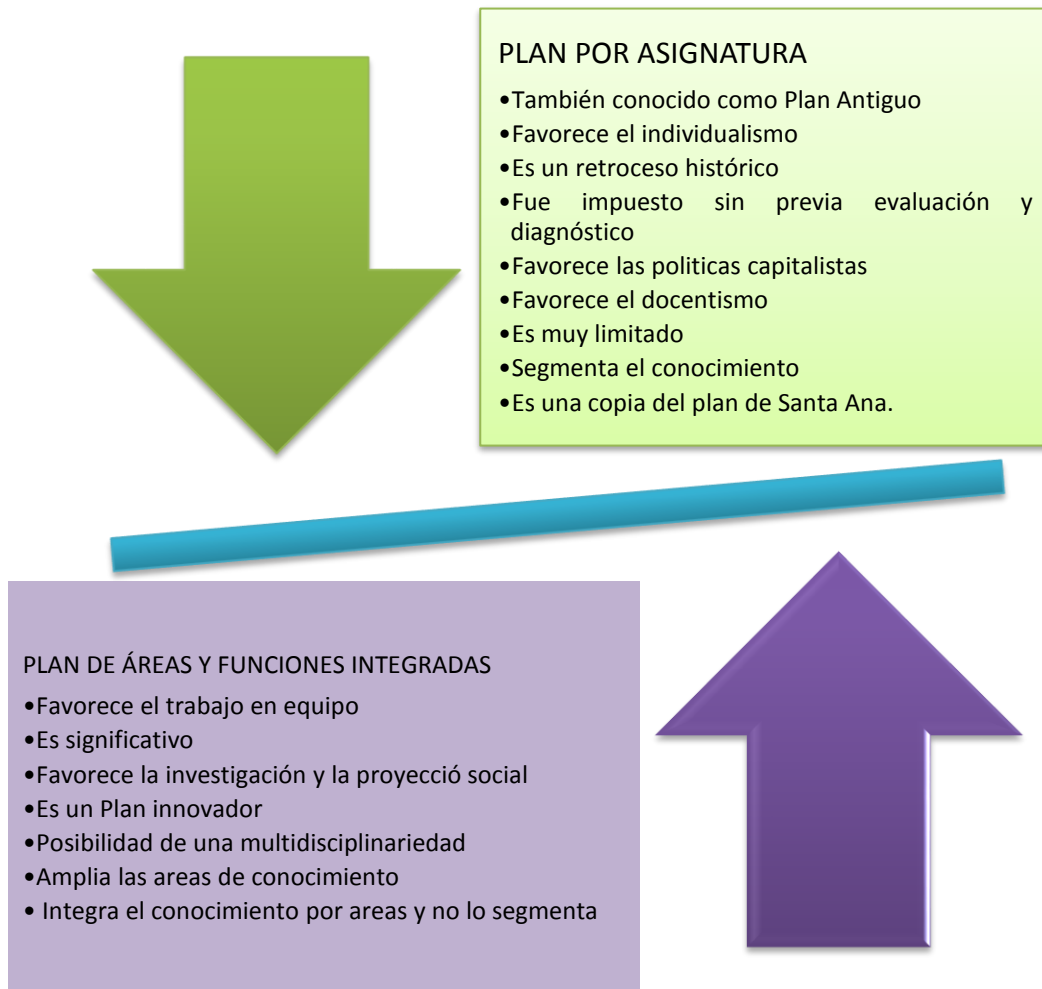 PLAN POR ASIGNATURA
•También conocido como Plan Antiguo
•Favorece el individualismo
•Es un retroceso histórico
•Fue impuesto sin previa evaluación y
diagnóstico
•Favorece las politicas capitalistas
•Favorece el docentismo
•Es muy limitado
•Segmenta el conocimiento
•Es una copia del plan de Santa Ana.
PLAN DE ÁREAS Y FUNCIONES INTEGRADAS
•Favorece el trabajo en equipo
•Es significativo
•Favorece la investigación y la proyecció social
•Es un Plan innovador
•Posibilidad de una multidisciplinariedad
•Amplia las areas de conocimiento
• Integra el conocimiento por areas y no lo segmenta